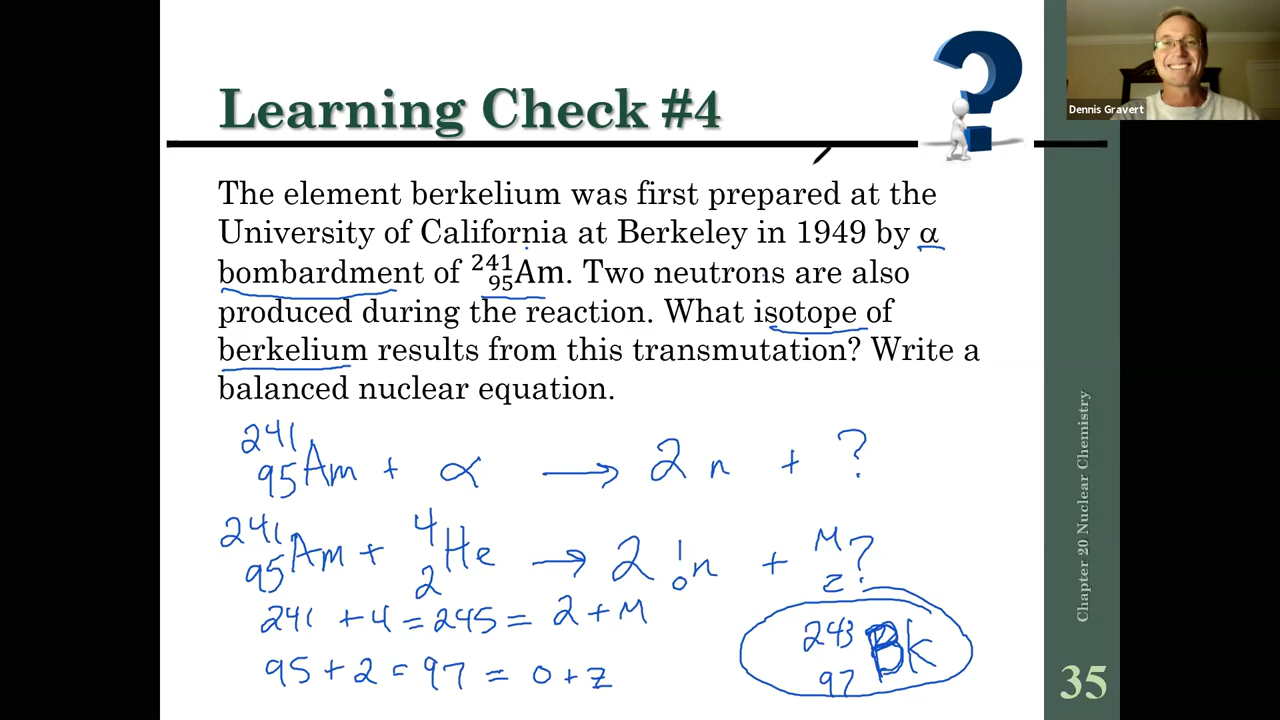 Learning Check #4
Dennis Gravert
The element berkelium was first prepared at the
University of California at Berkeley in 1949 by α
bombardment of ²⁴¹₉₅Am. Two neutrons are also
produced during the reaction. What isotope of
berkelium results from this transmutation? Write a
balanced nuclear equation.
²⁴¹₉₅Am + α → 2 n + ?
²⁴¹₉₅Am + ⁴₂He → 2 ¹₀n + ᴹ_Z ?
241 + 4 = 245 = 2 + M
95 + 2 = 97 = 0 + Z
²⁴³₉₇Bk
Chapter 20 Nuclear Chemistry
35